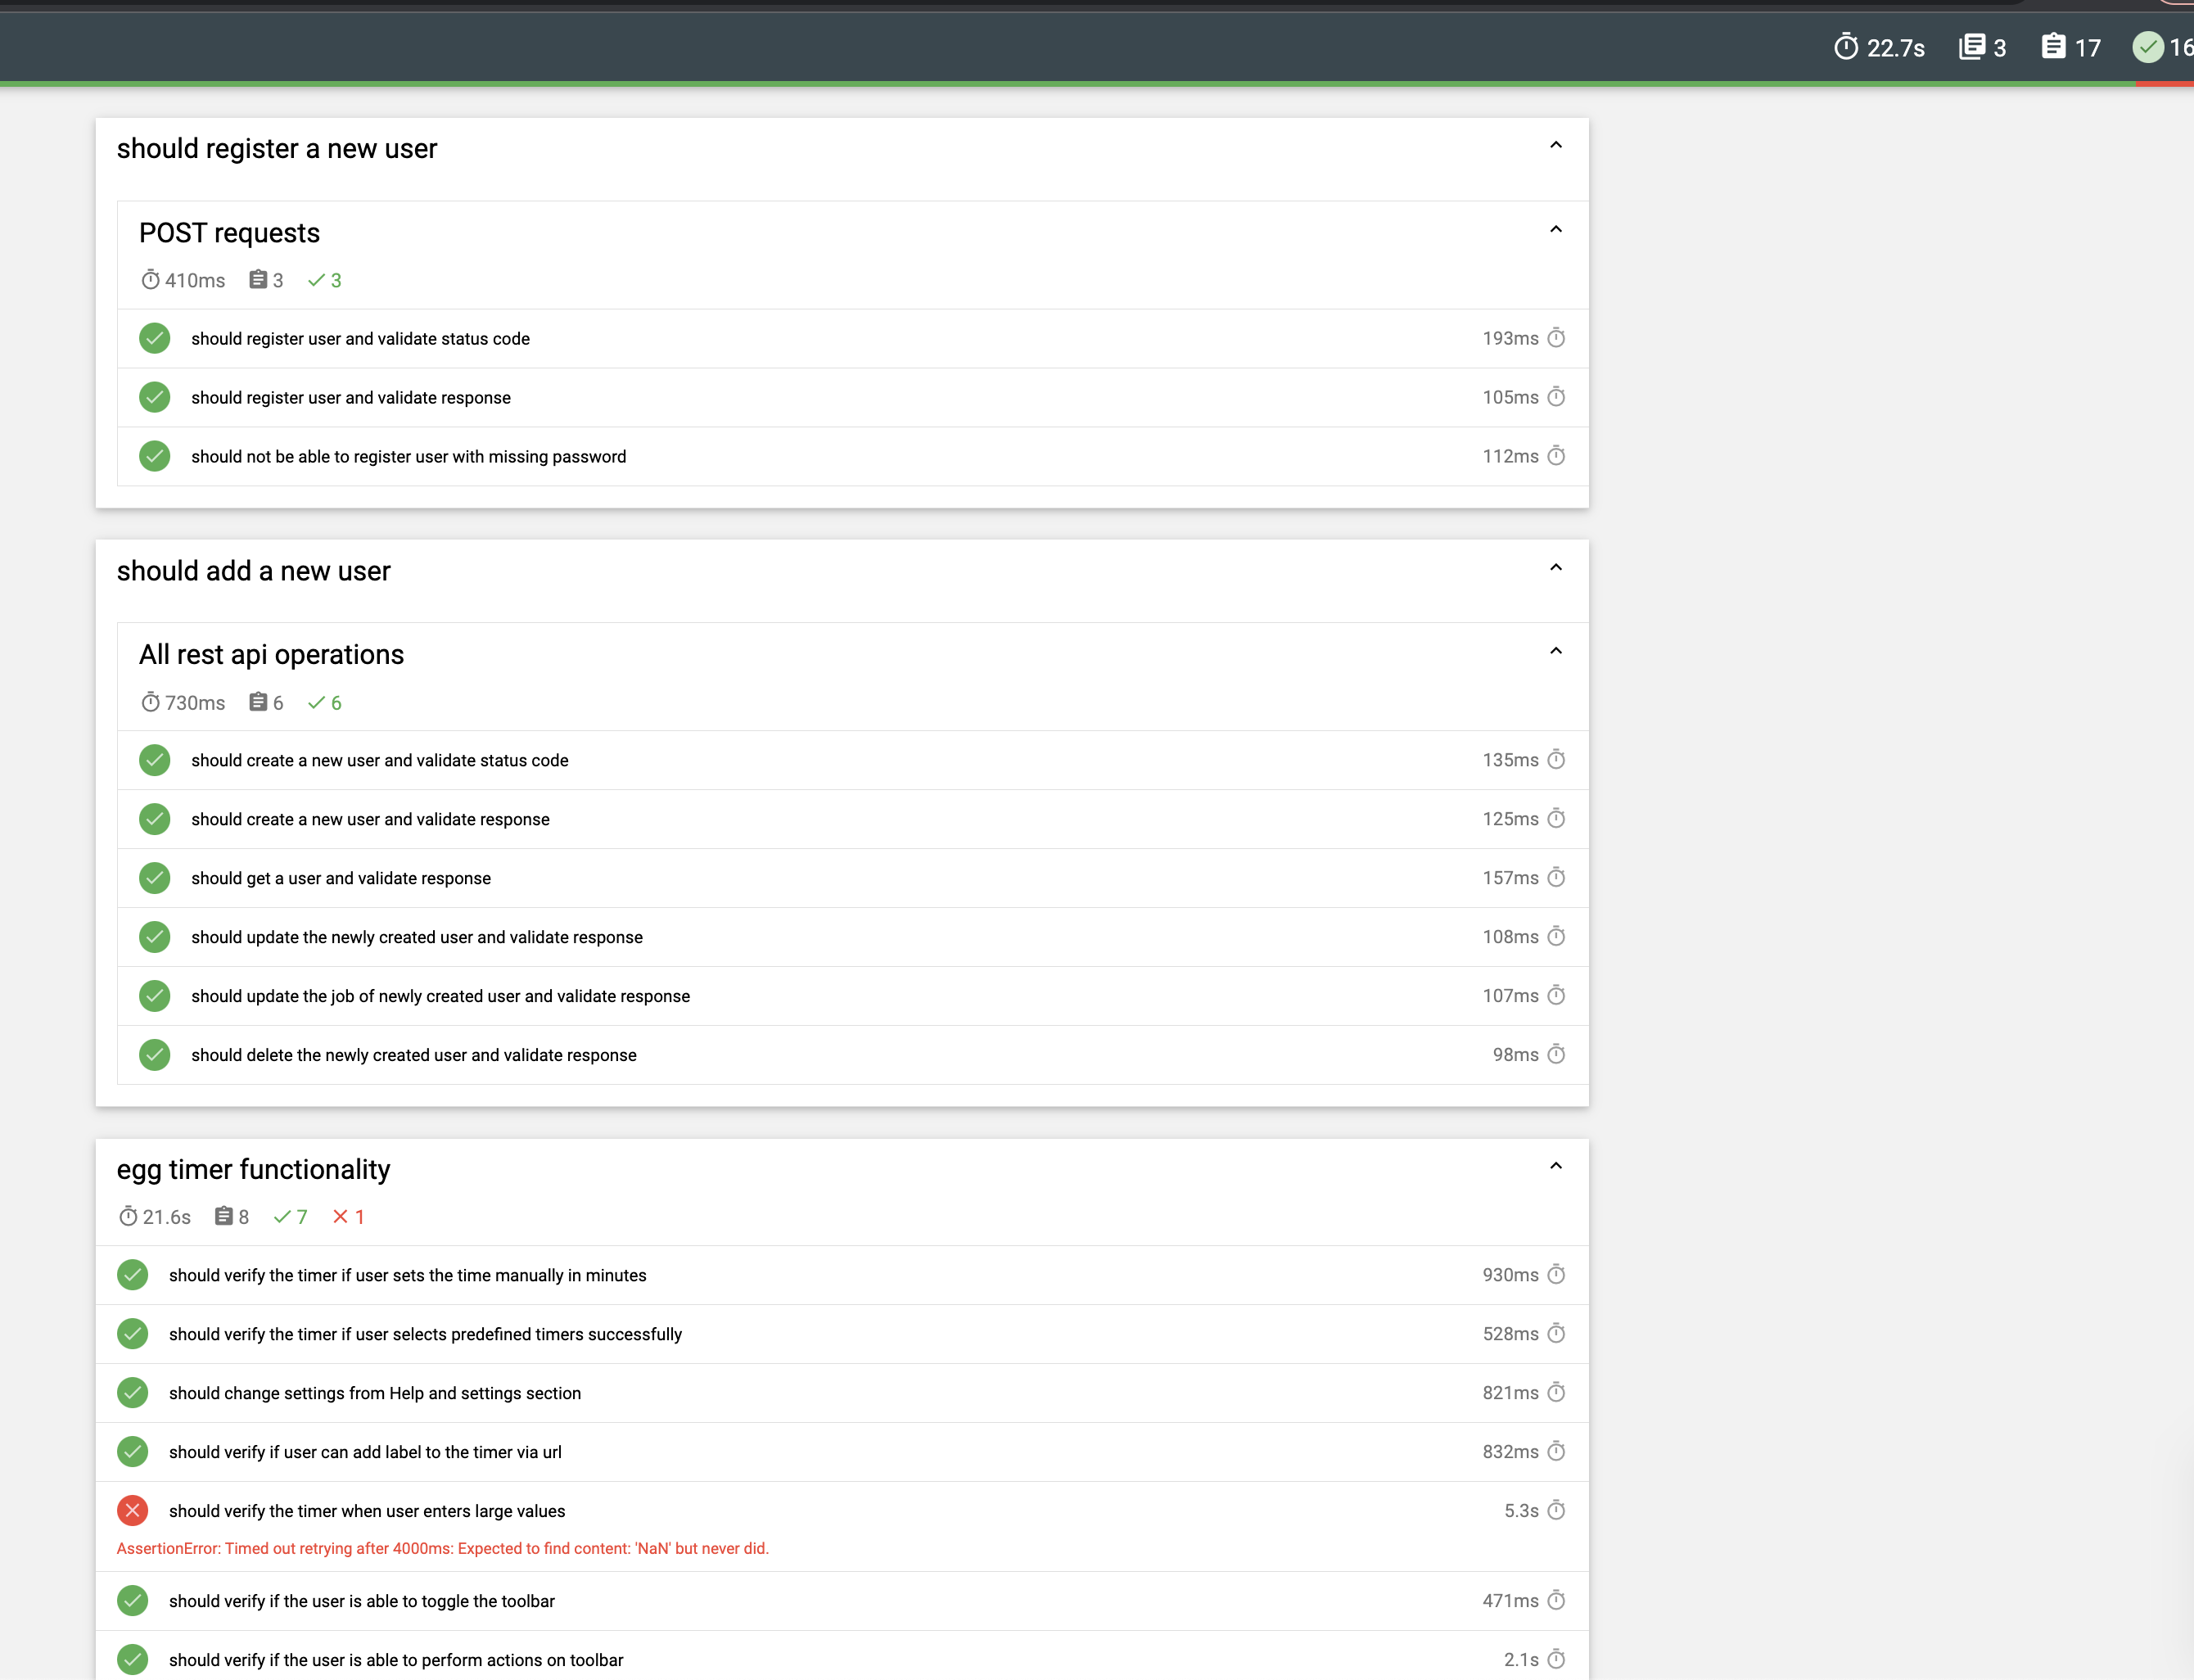 22.7s 3 17 16
should register a new user
POST requests
410ms 3 3
should register user and validate status code 193ms
should register user and validate response 105ms
should not be able to register user with missing password 112ms
should add a new user
All rest api operations
730ms 6 6
should create a new user and validate status code 135ms
should create a new user and validate response 125ms
should get a user and validate response 157ms
should update the newly created user and validate response 108ms
should update the job of newly created user and validate response 107ms
should delete the newly created user and validate response 98ms
egg timer functionality
21.6s 8 7 1
should verify the timer if user sets the time manually in minutes 930ms
should verify the timer if user selects predefined timers successfully 528ms
should change settings from Help and settings section 821ms
should verify if user can add label to the timer via url 832ms
should verify the timer when user enters large values 5.3s
AssertionError: Timed out retrying after 4000ms: Expected to find content: 'NaN' but never did.
should verify if the user is able to toggle the toolbar 471ms
should verify if the user is able to perform actions on toolbar 2.1s